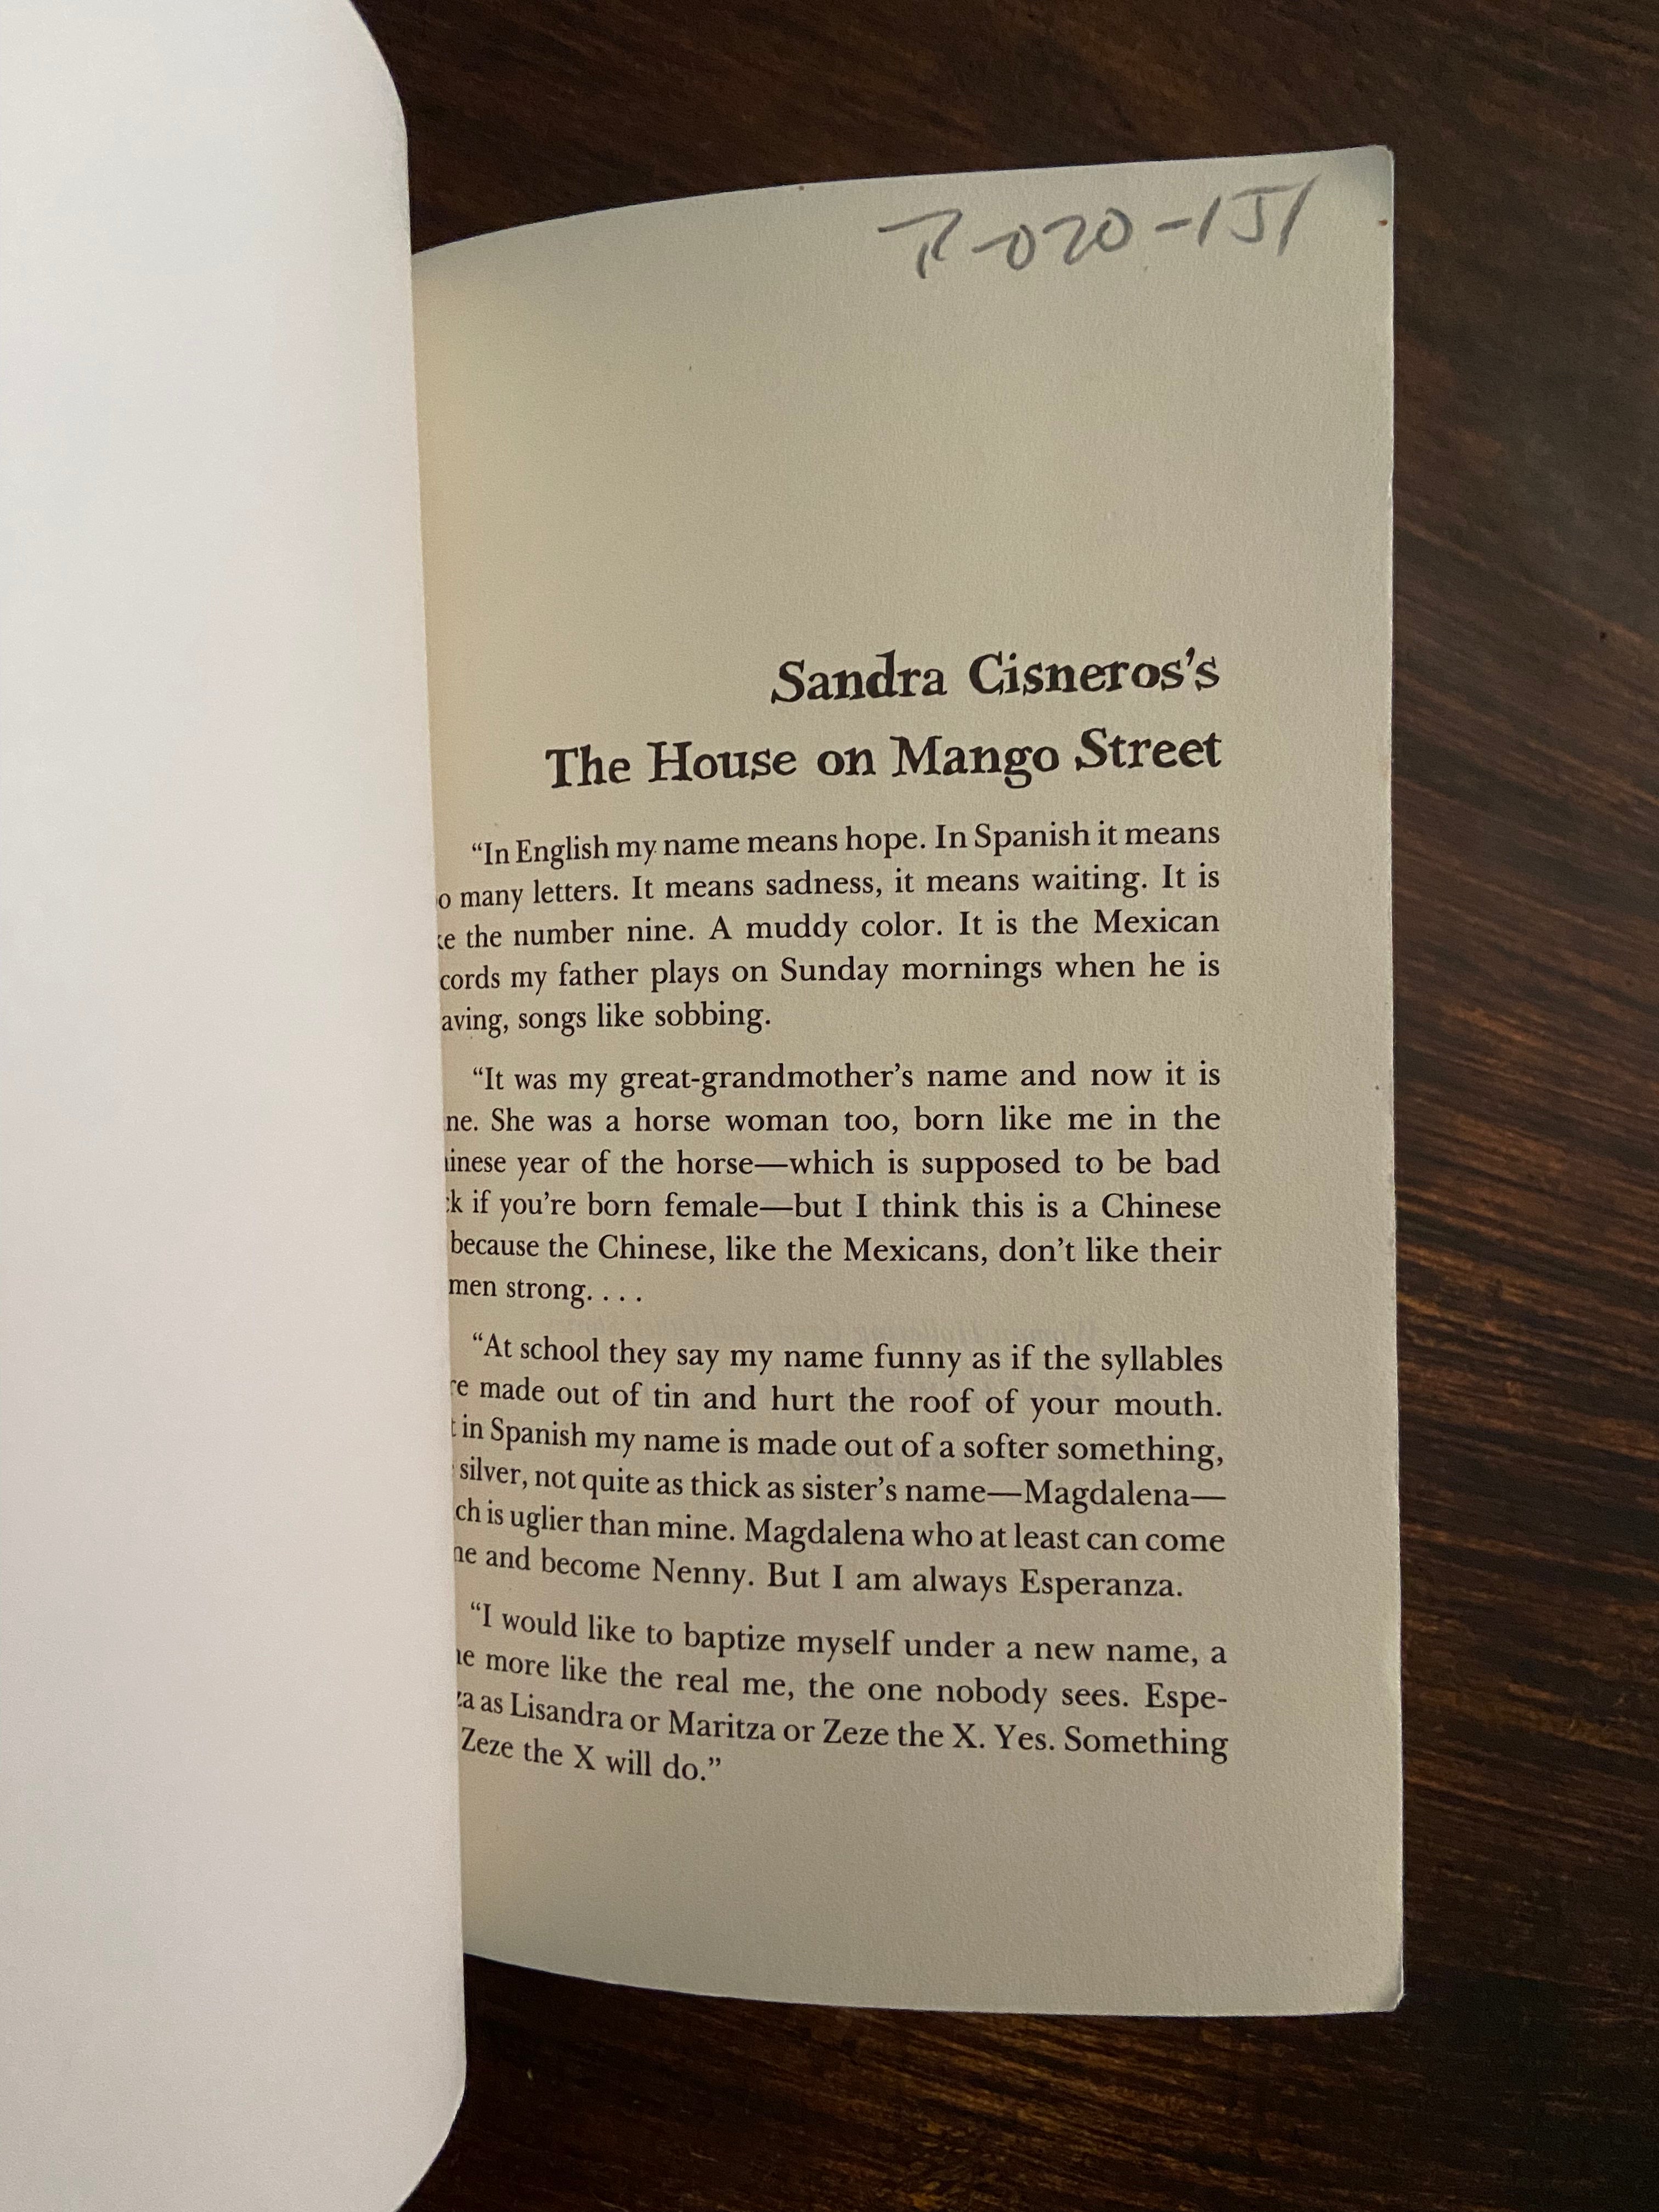 R-020-151
Sandra Cisneros's
The House on Mango Street
“In English my name means hope. In Spanish it means
o many letters. It means sadness, it means waiting. It is
ke the number nine. A muddy color. It is the Mexican
cords my father plays on Sunday mornings when he is
aving, songs like sobbing.
“It was my great-grandmother’s name and now it is
ne. She was a horse woman too, born like me in the
inese year of the horse—which is supposed to be bad
k if you’re born female—but I think this is a Chinese
because the Chinese, like the Mexicans, don’t like their
men strong. . . .
“At school they say my name funny as if the syllables
re made out of tin and hurt the roof of your mouth.
t in Spanish my name is made out of a softer something,
silver, not quite as thick as sister’s name—Magdalena—
ch is uglier than mine. Magdalena who at least can come
ne and become Nenny. But I am always Esperanza.
“I would like to baptize myself under a new name, a
ne more like the real me, the one nobody sees. Espe-
za as Lisandra or Maritza or Zeze the X. Yes. Something
Zeze the X will do.”